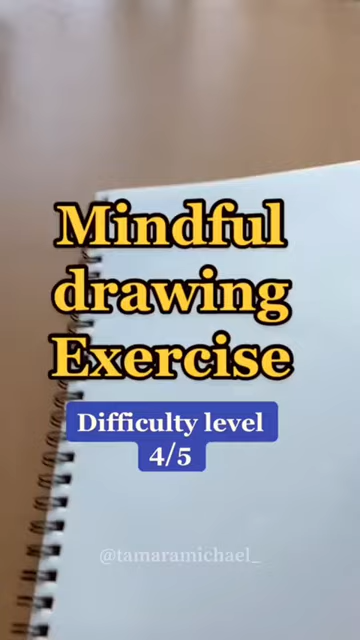 Mindful
drawing
Exercise
Difficulty level
4/5
@tamaramichael_